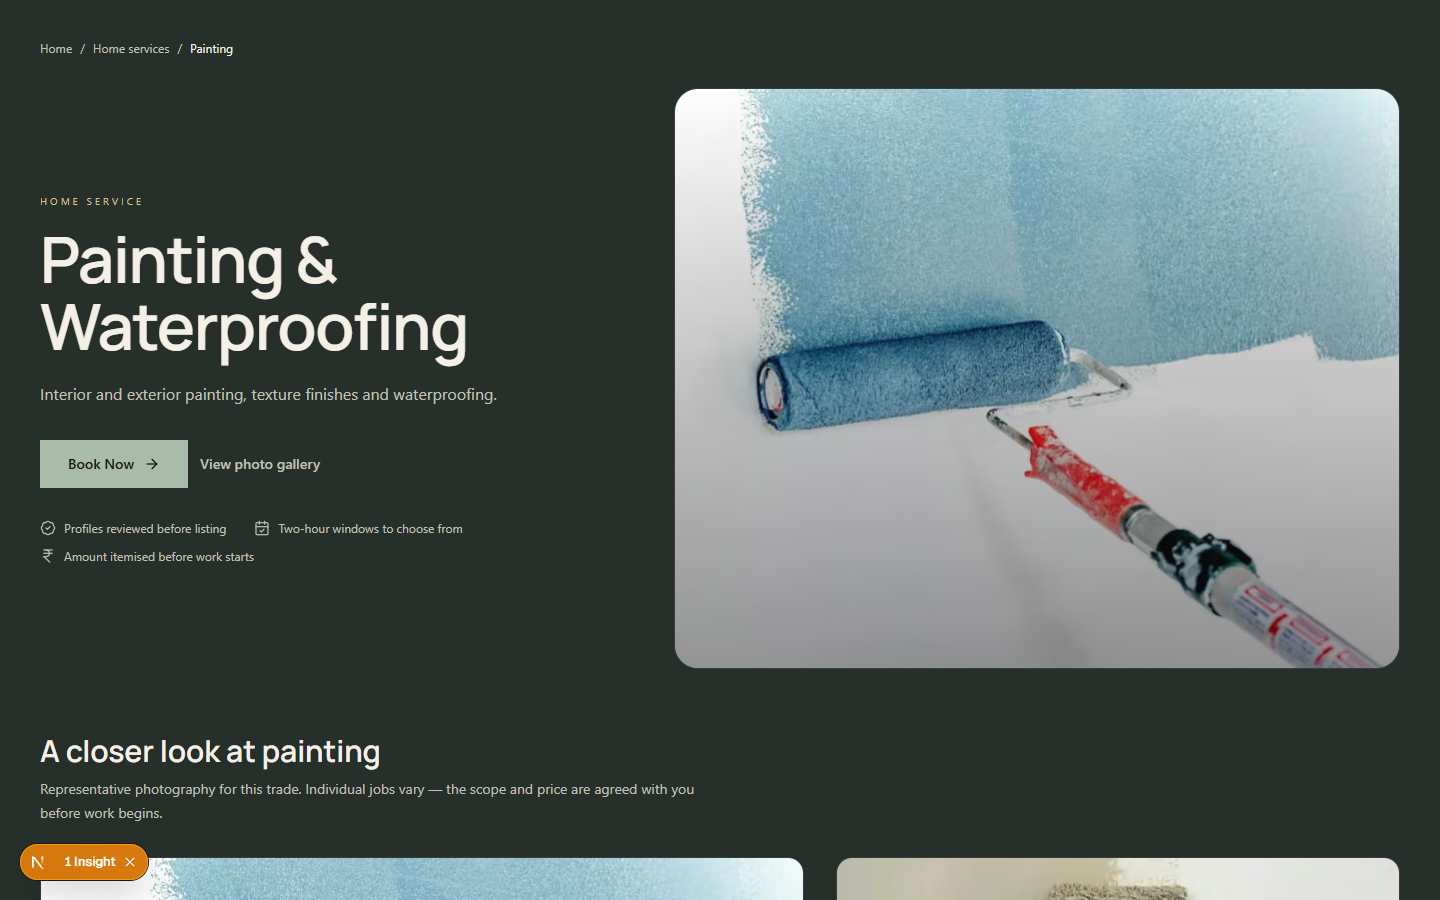 Home / Home services / Painting
HOME SERVICE
Painting &
Waterproofing
Interior and exterior painting, texture finishes and waterproofing.
Book Now
View photo gallery
Profiles reviewed before listing
Two-hour windows to choose from
Amount itemised before work starts
A closer look at painting
Representative photography for this trade. Individual jobs vary — the scope and price are agreed with you
before work begins.
1 Insight